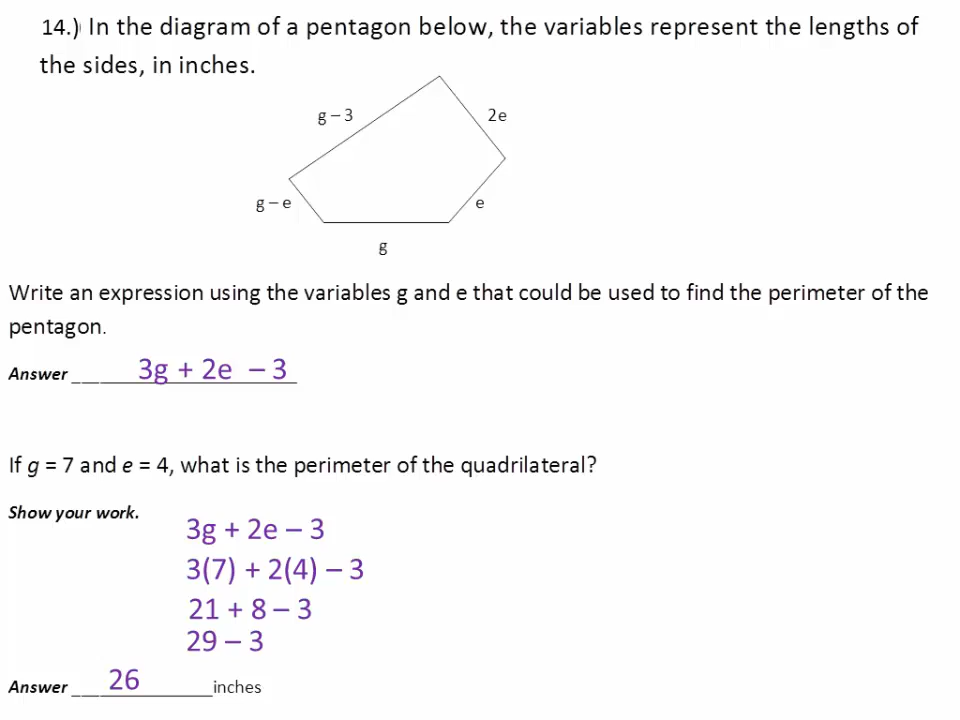 14.) In the diagram of a pentagon below, the variables represent the lengths of
the sides, in inches.
g – 3
2e
g – e
e
g
Write an expression using the variables g and e that could be used to find the perimeter of the
pentagon.
Answer ________________________ 3g + 2e – 3
If g = 7 and e = 4, what is the perimeter of the quadrilateral?
Show your work.
3g + 2e – 3
3(7) + 2(4) – 3
21 + 8 – 3
29 – 3
Answer ____26__________inches